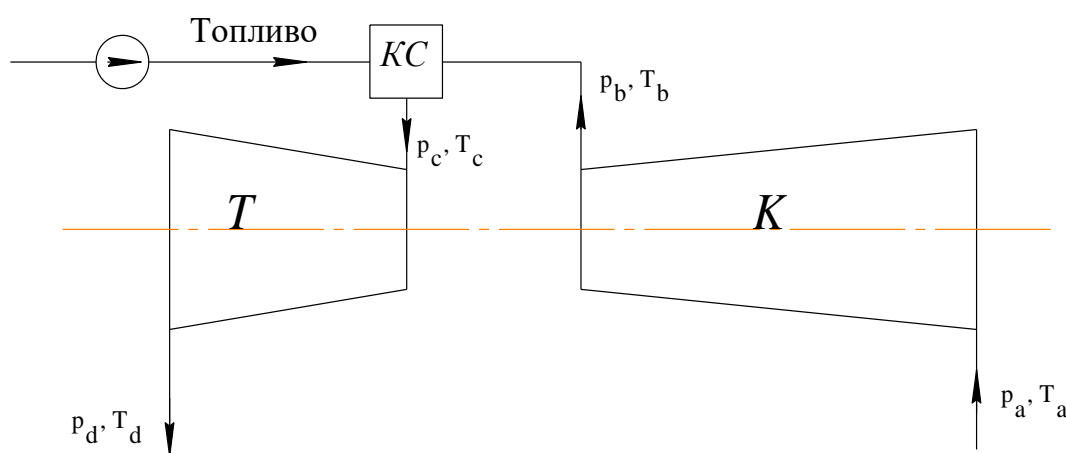 Топливо
КС
p_b, T_b
p_c, T_c
T
K
p_d, T_d
p_a, T_a